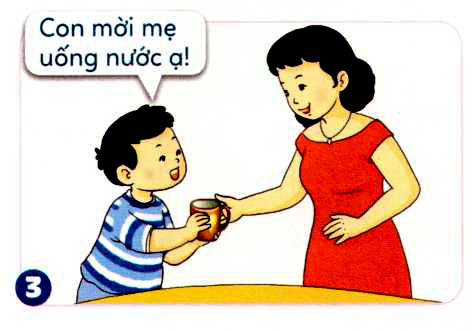 Con mời mẹ
uống nước ạ!
3